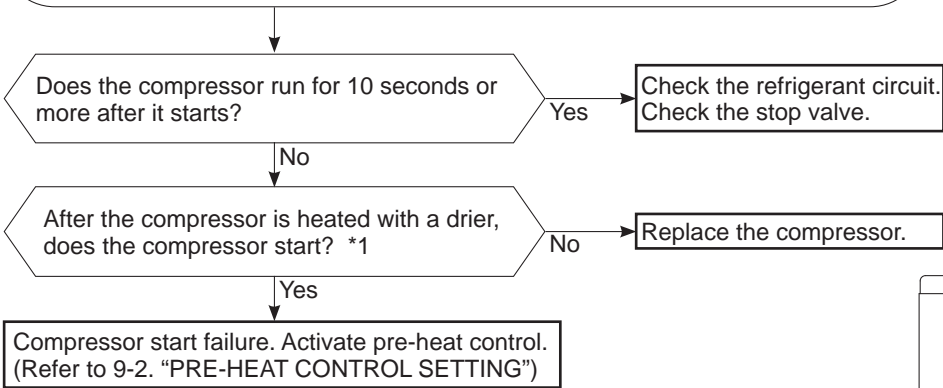 Does the compressor run for 10 seconds or
more after it starts?
Yes
Check the refrigerant circuit.
Check the stop valve.
No
After the compressor is heated with a drier,
does the compressor start? *1
No
Replace the compressor.
Yes
Compressor start failure. Activate pre-heat control.
(Refer to 9-2. “PRE-HEAT CONTROL SETTING”)